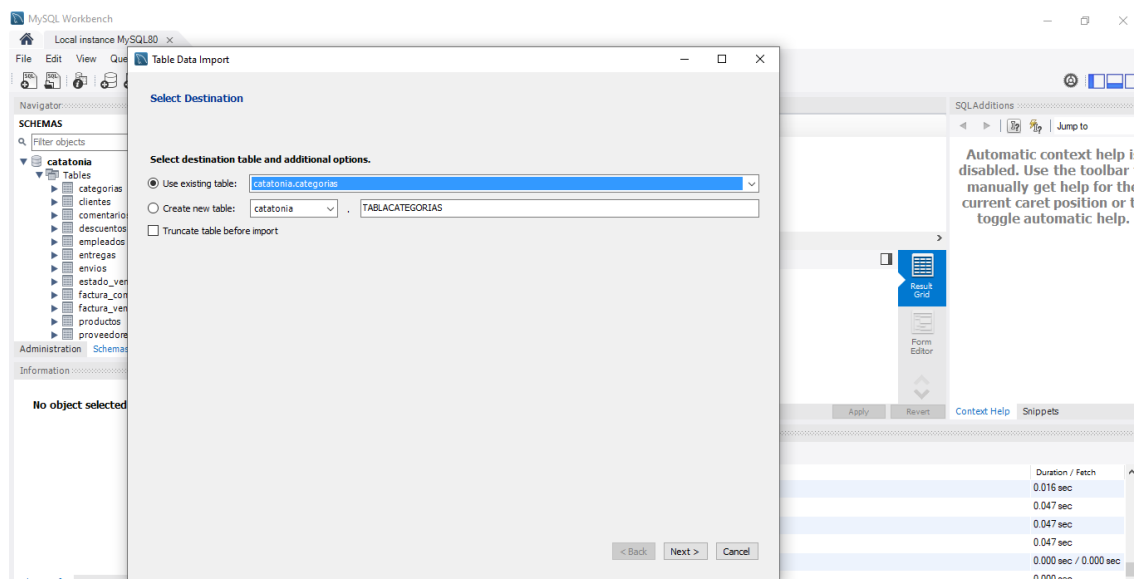 MySQL Workbench
Local instance MySQL80
File Edit View
Navigator
SCHEMAS
Filter objects
catatonia
Tables
categorias
clientes
descuentos
empleados
entregas
envios
productos
Administration Schemas
Information
No object selected
Table Data Import
Select Destination
Select destination table and additional options.
Use existing table: catatonia.categorias
Create new table: catatonia . TABLACATEGORIAS
Truncate table before import
< Back Next > Cancel
Result
Grid
Form
Editor
Apply Revert
SQLAdditions
Jump to
Automatic context help i
disabled. Use the toolbar
manually get help for the
current caret position or t
toggle automatic help.
Context Help Snippets
Duration / Fetch
0.016 sec
0.047 sec
0.047 sec
0.047 sec
0.000 sec / 0.000 sec